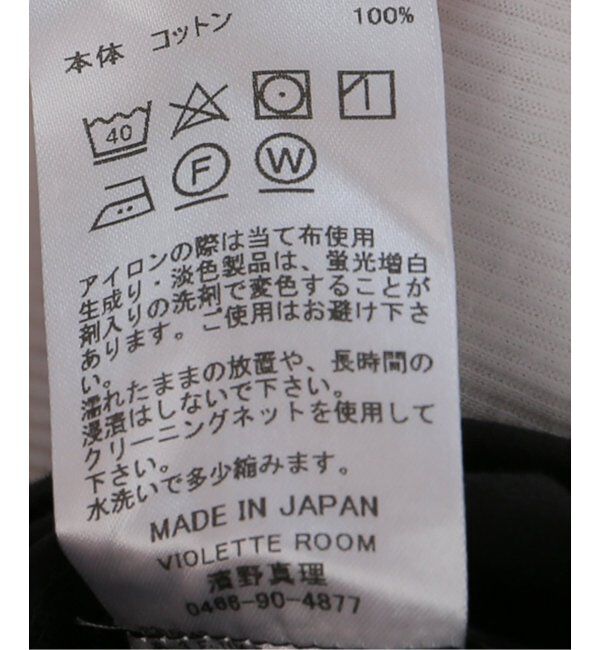 本体 コットン 100%
40
F W
アイロンの際は当て布使用
生成り・淡色製品は、蛍光増白
剤入りの洗剤で変色することが
あります。ご使用はお避け下さ
い。
濡れたままの放置や、長時間の
浸漬はしないで下さい。
クリーニングネットを使用して
下さい。
水洗いで多少縮みます。
MADE IN JAPAN
VIOLETTE ROOM
濱野真理
0466-90-4877